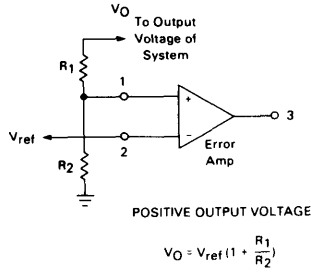 VO
To Output
Voltage of
System
R1
1
+
3
Vref
2
−
Error
Amp
R2
POSITIVE OUTPUT VOLTAGE
VO = Vref (1 + R1/R2)